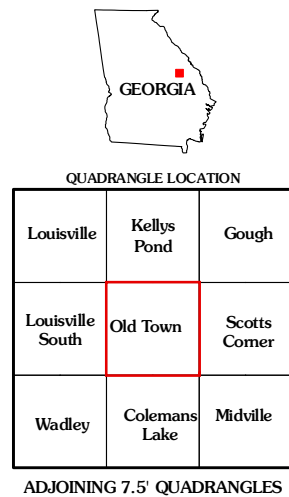 GEORGIA
QUADRANGLE LOCATION
Louisville
Kellys
Pond
Gough
Louisville
South
Old Town
Scotts
Corner
Wadley
Colemans
Lake
Midville
ADJOINING 7.5' QUADRANGLES